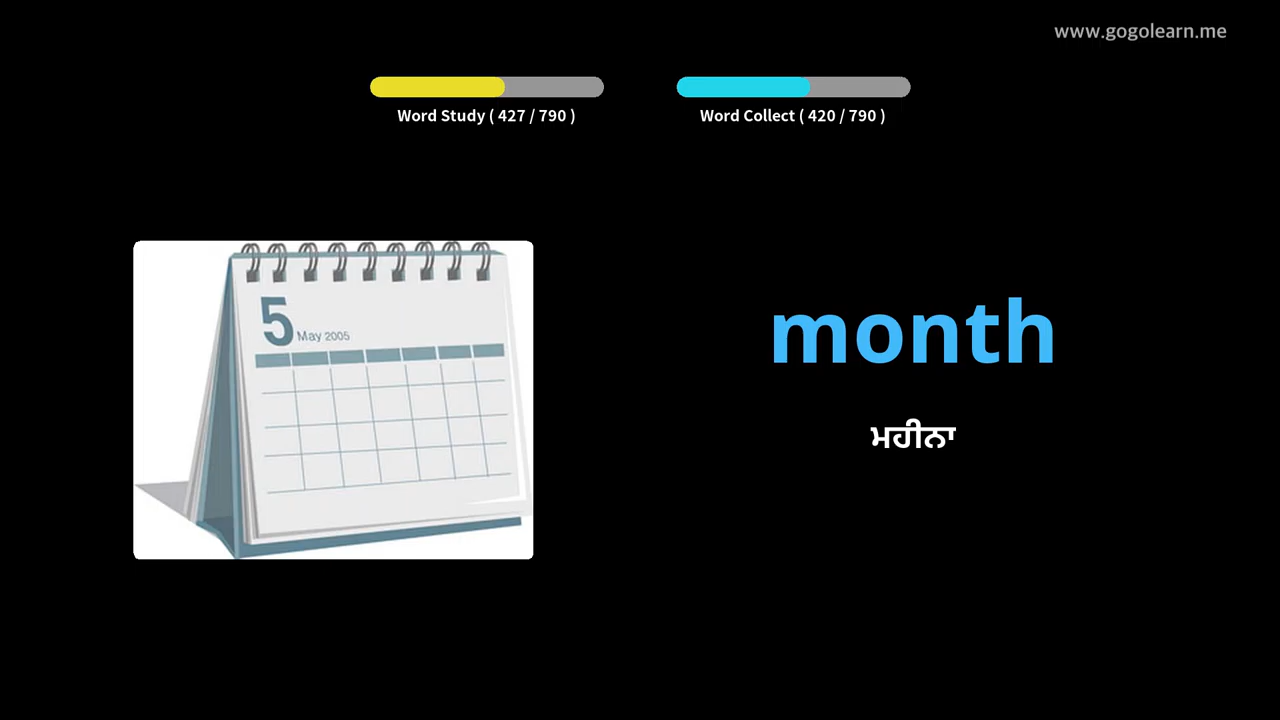 www.gogolearn.me
Word Study ( 427 / 790 )
Word Collect ( 420 / 790 )
5 May 2005
month
ਮਹੀਨਾ